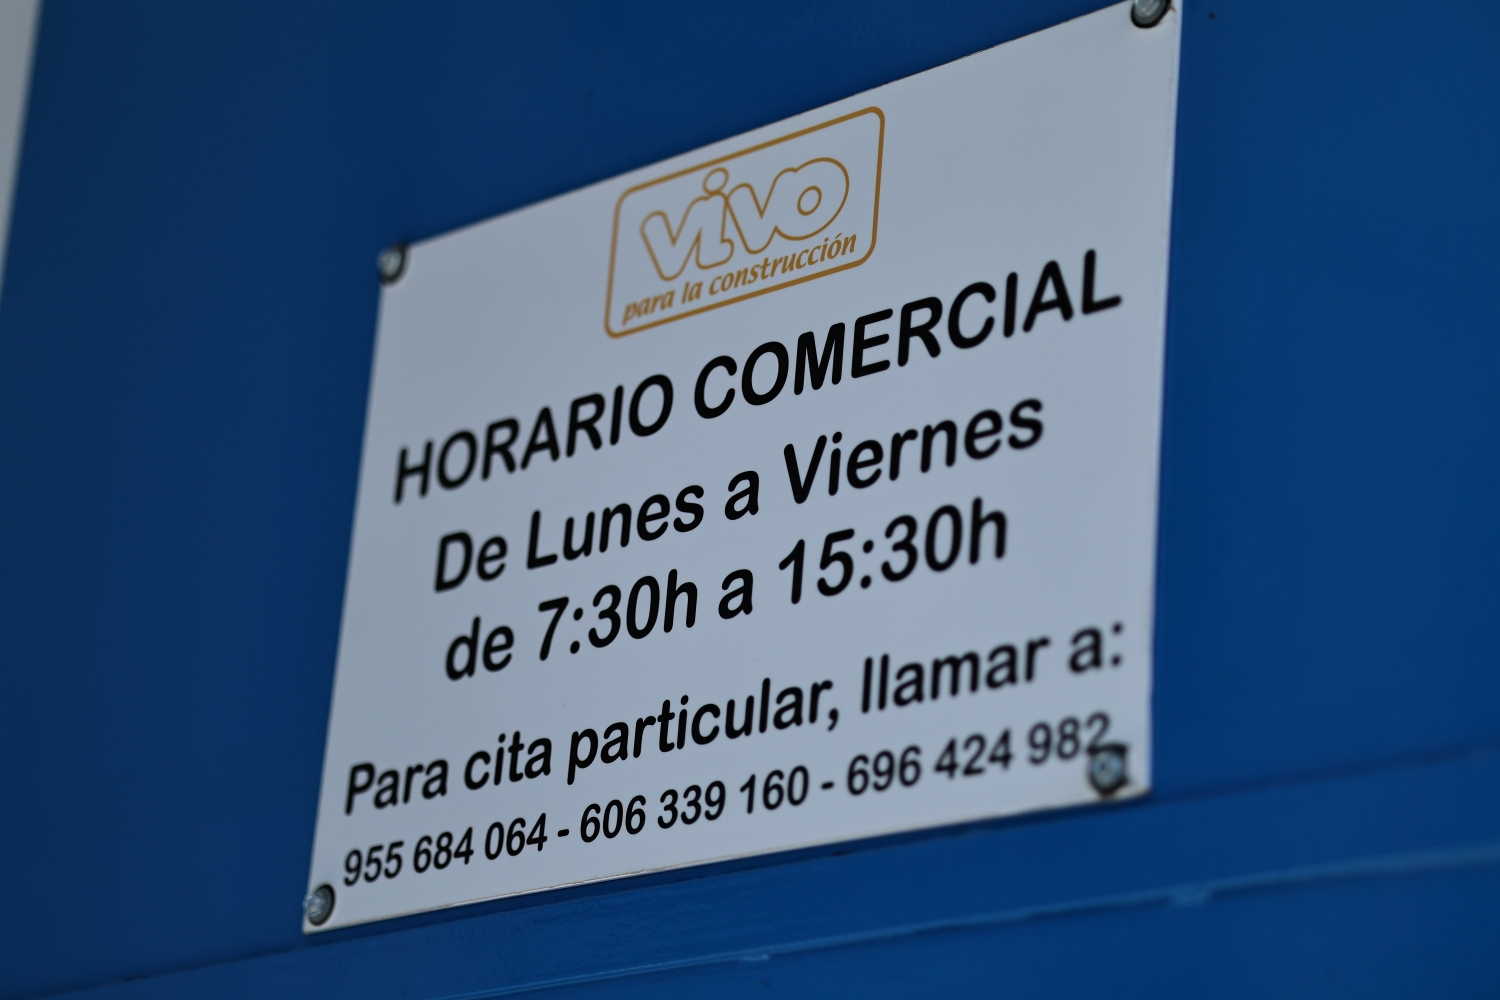 vivo
para la construcción
HORARIO COMERCIAL
De Lunes a Viernes
de 7:30h a 15:30h
Para cita particular, llamar a:
955 684 064 - 606 339 160 - 696 424 982